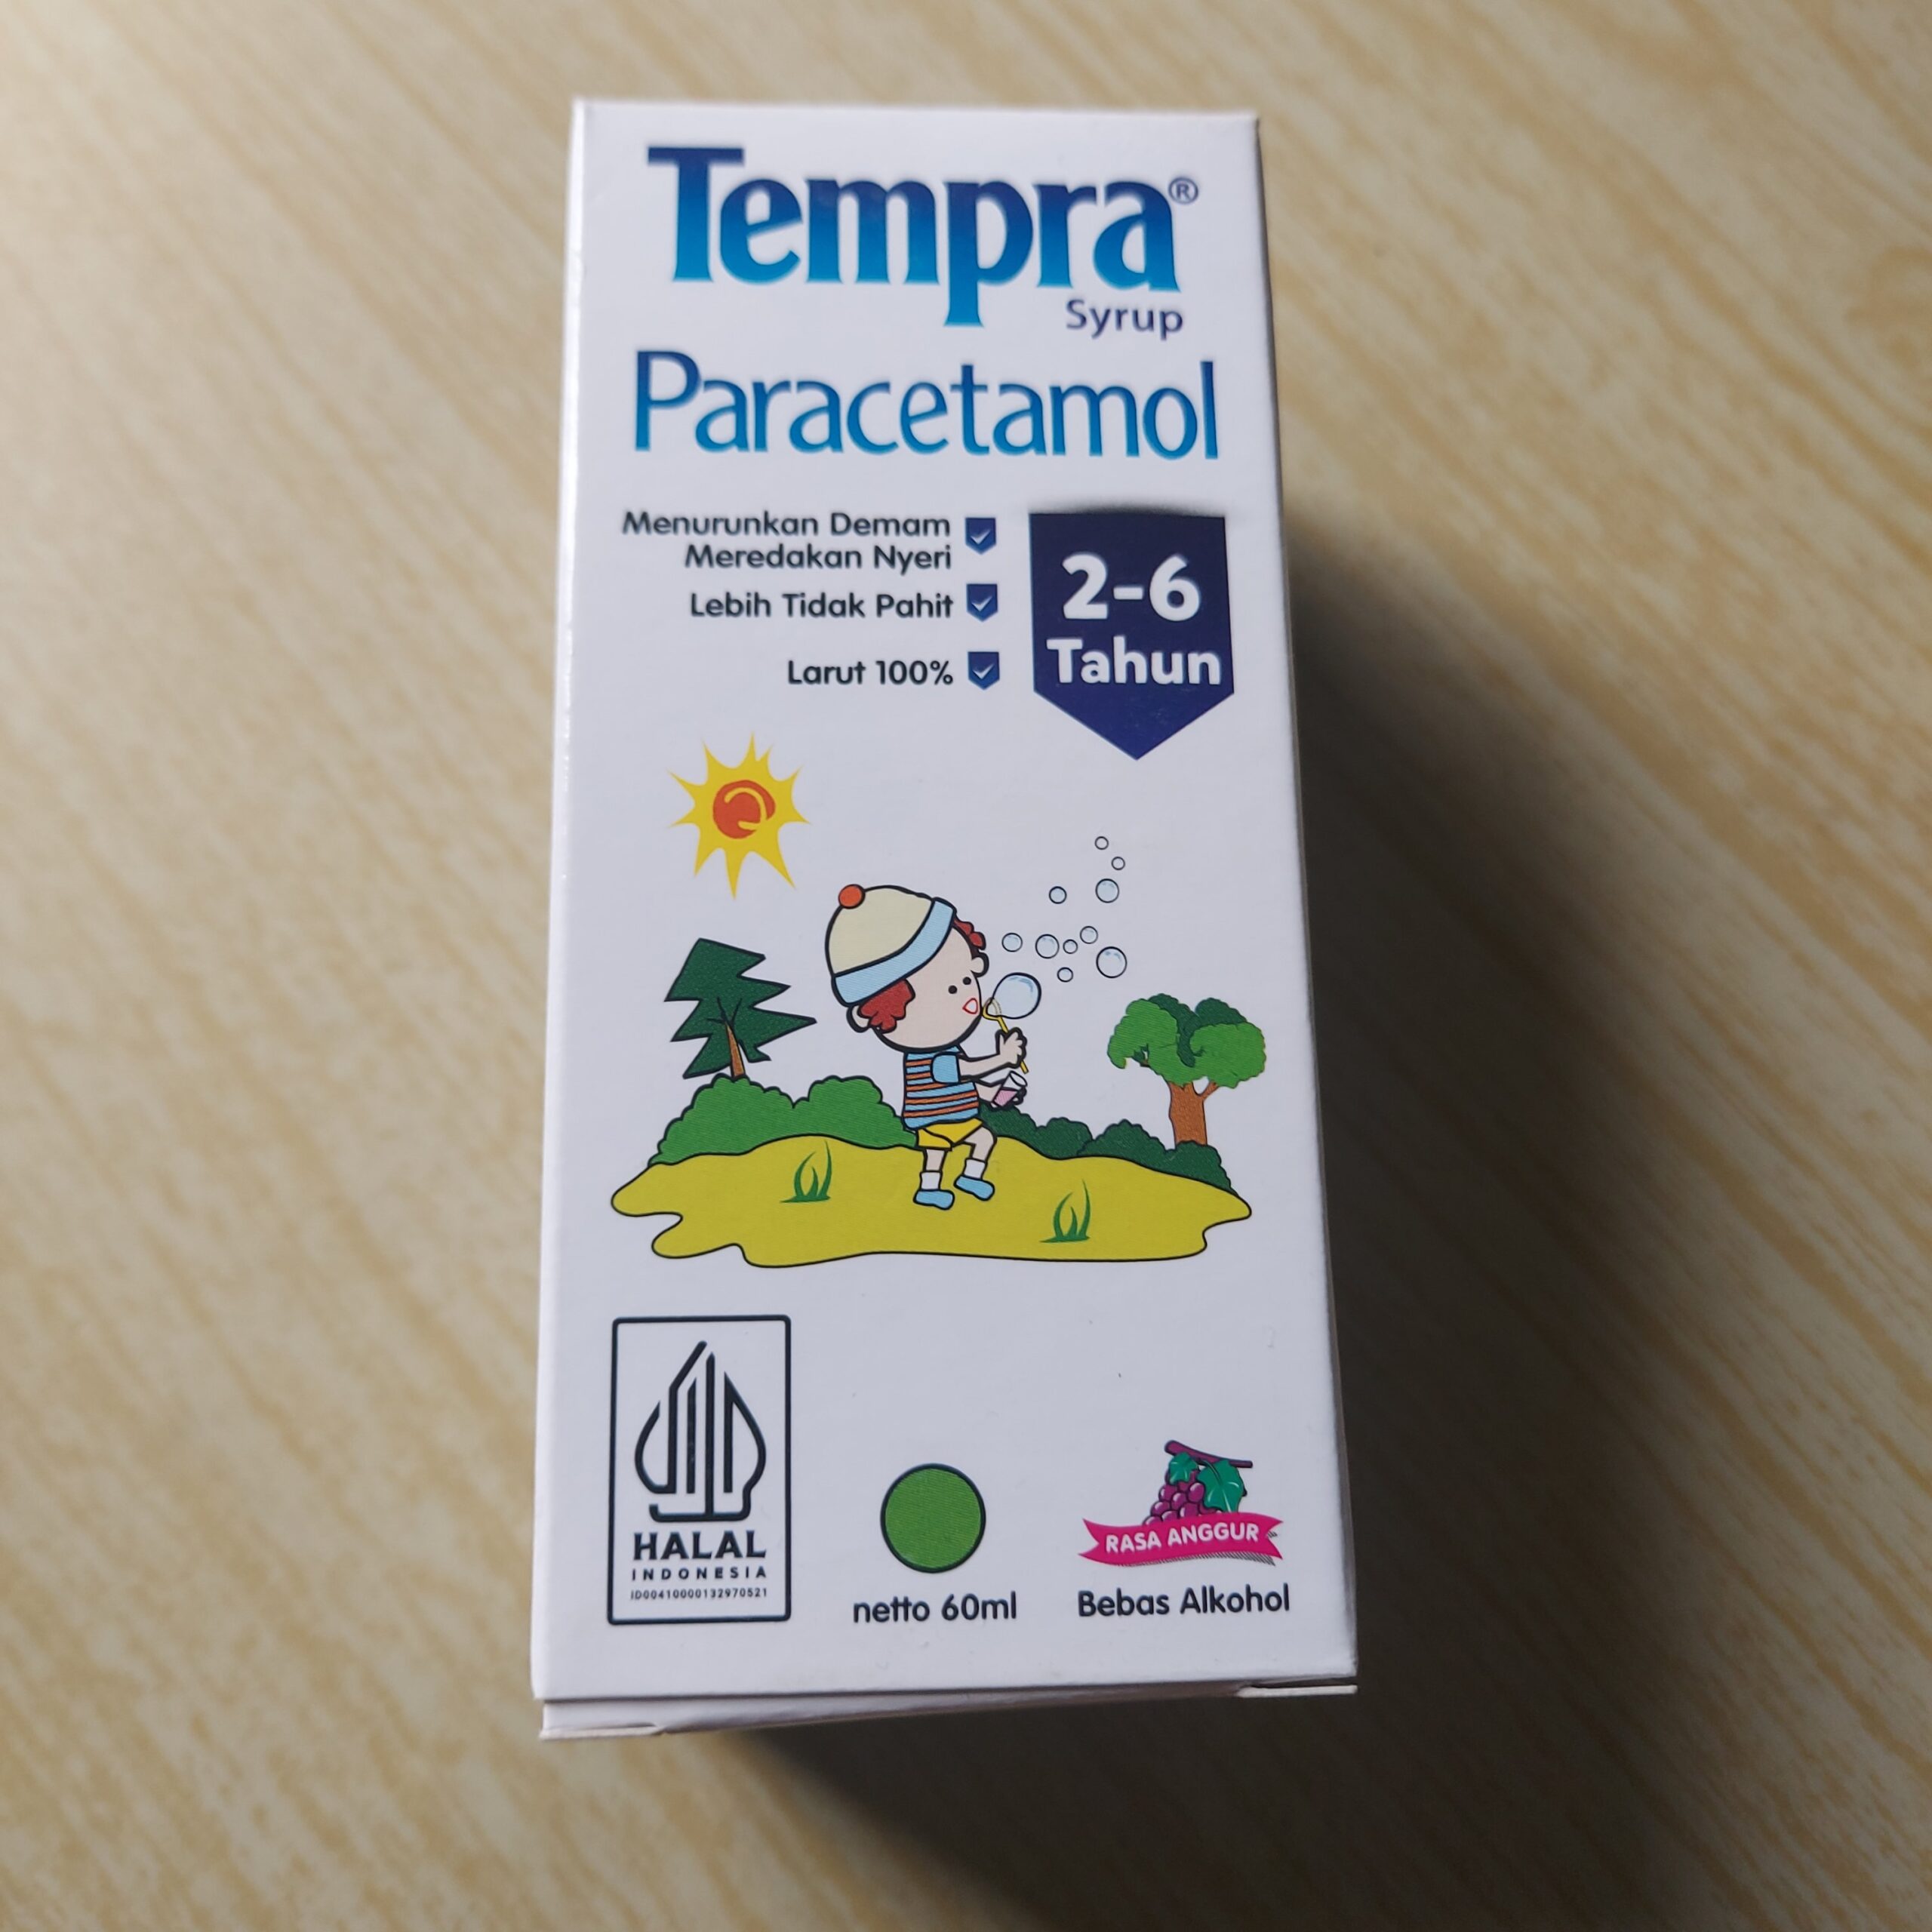 Tempra®
Syrup
Paracetamol
Menurunkan Demam
Meredakan Nyeri
Lebih Tidak Pahit
Larut 100%
2-6
Tahun
HALAL
INDONESIA
ID00410000132970521
netto 60ml
RASA ANGGUR
Bebas Alkohol